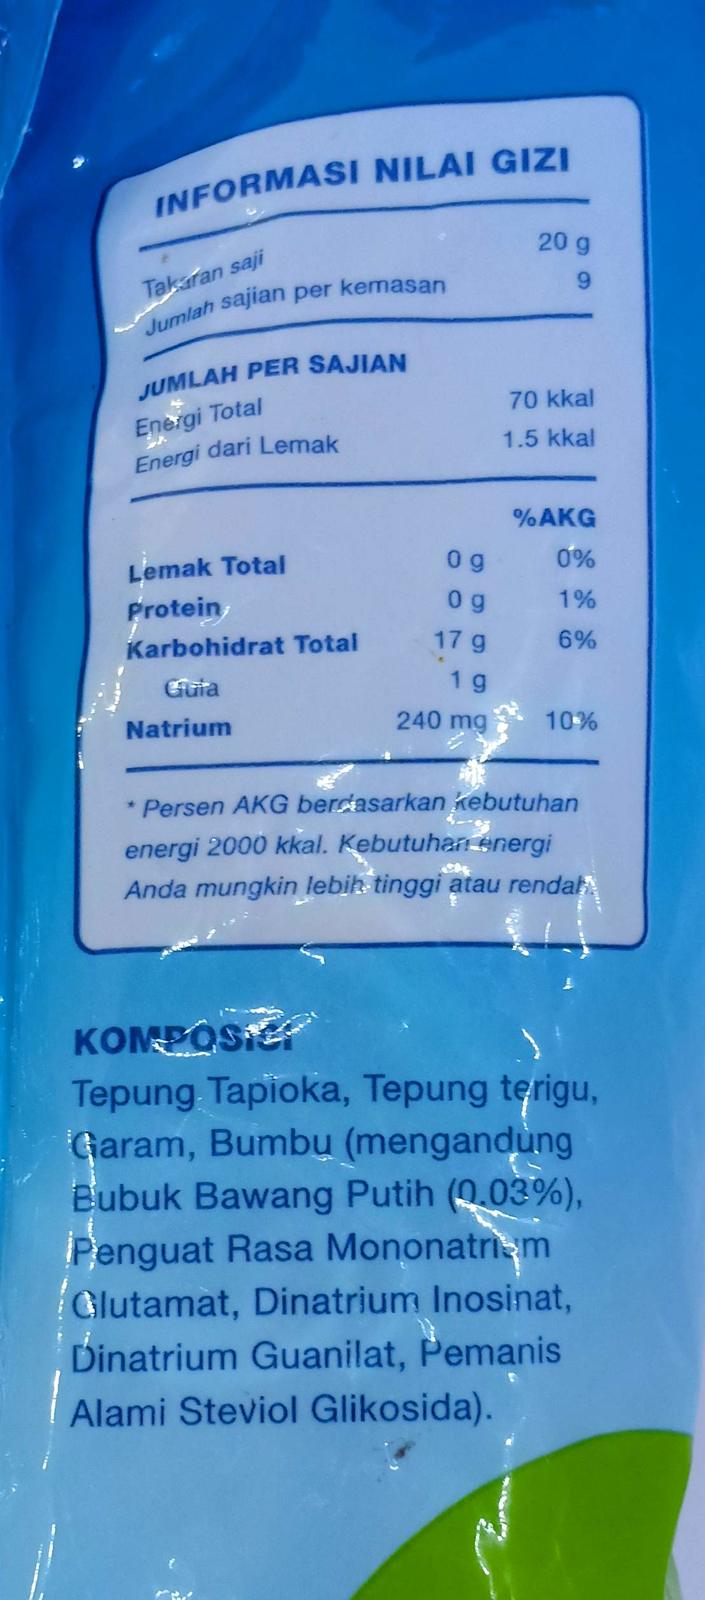 INFORMASI NILAI GIZI
Takaran saji 20 g
Jumlah sajian per kemasan 9
JUMLAH PER SAJIAN
Energi Total 70 kkal
Energi dari Lemak 1.5 kkal
%AKG
Lemak Total 0 g 0%
Protein 0 g 1%
Karbohidrat Total 17 g 6%
Gula 1 g
Natrium 240 mg 10%
* Persen AKG berdasarkan kebutuhan
energi 2000 kkal. Kebutuhan energi
Anda mungkin lebih tinggi atau rendah.
KOMPOSISI
Tepung Tapioka, Tepung terigu,
Garam, Bumbu (mengandung
Bubuk Bawang Putih (0.03%),
Penguat Rasa Mononatrium
Glutamat, Dinatrium Inosinat,
Dinatrium Guanilat, Pemanis
Alami Steviol Glikosida).